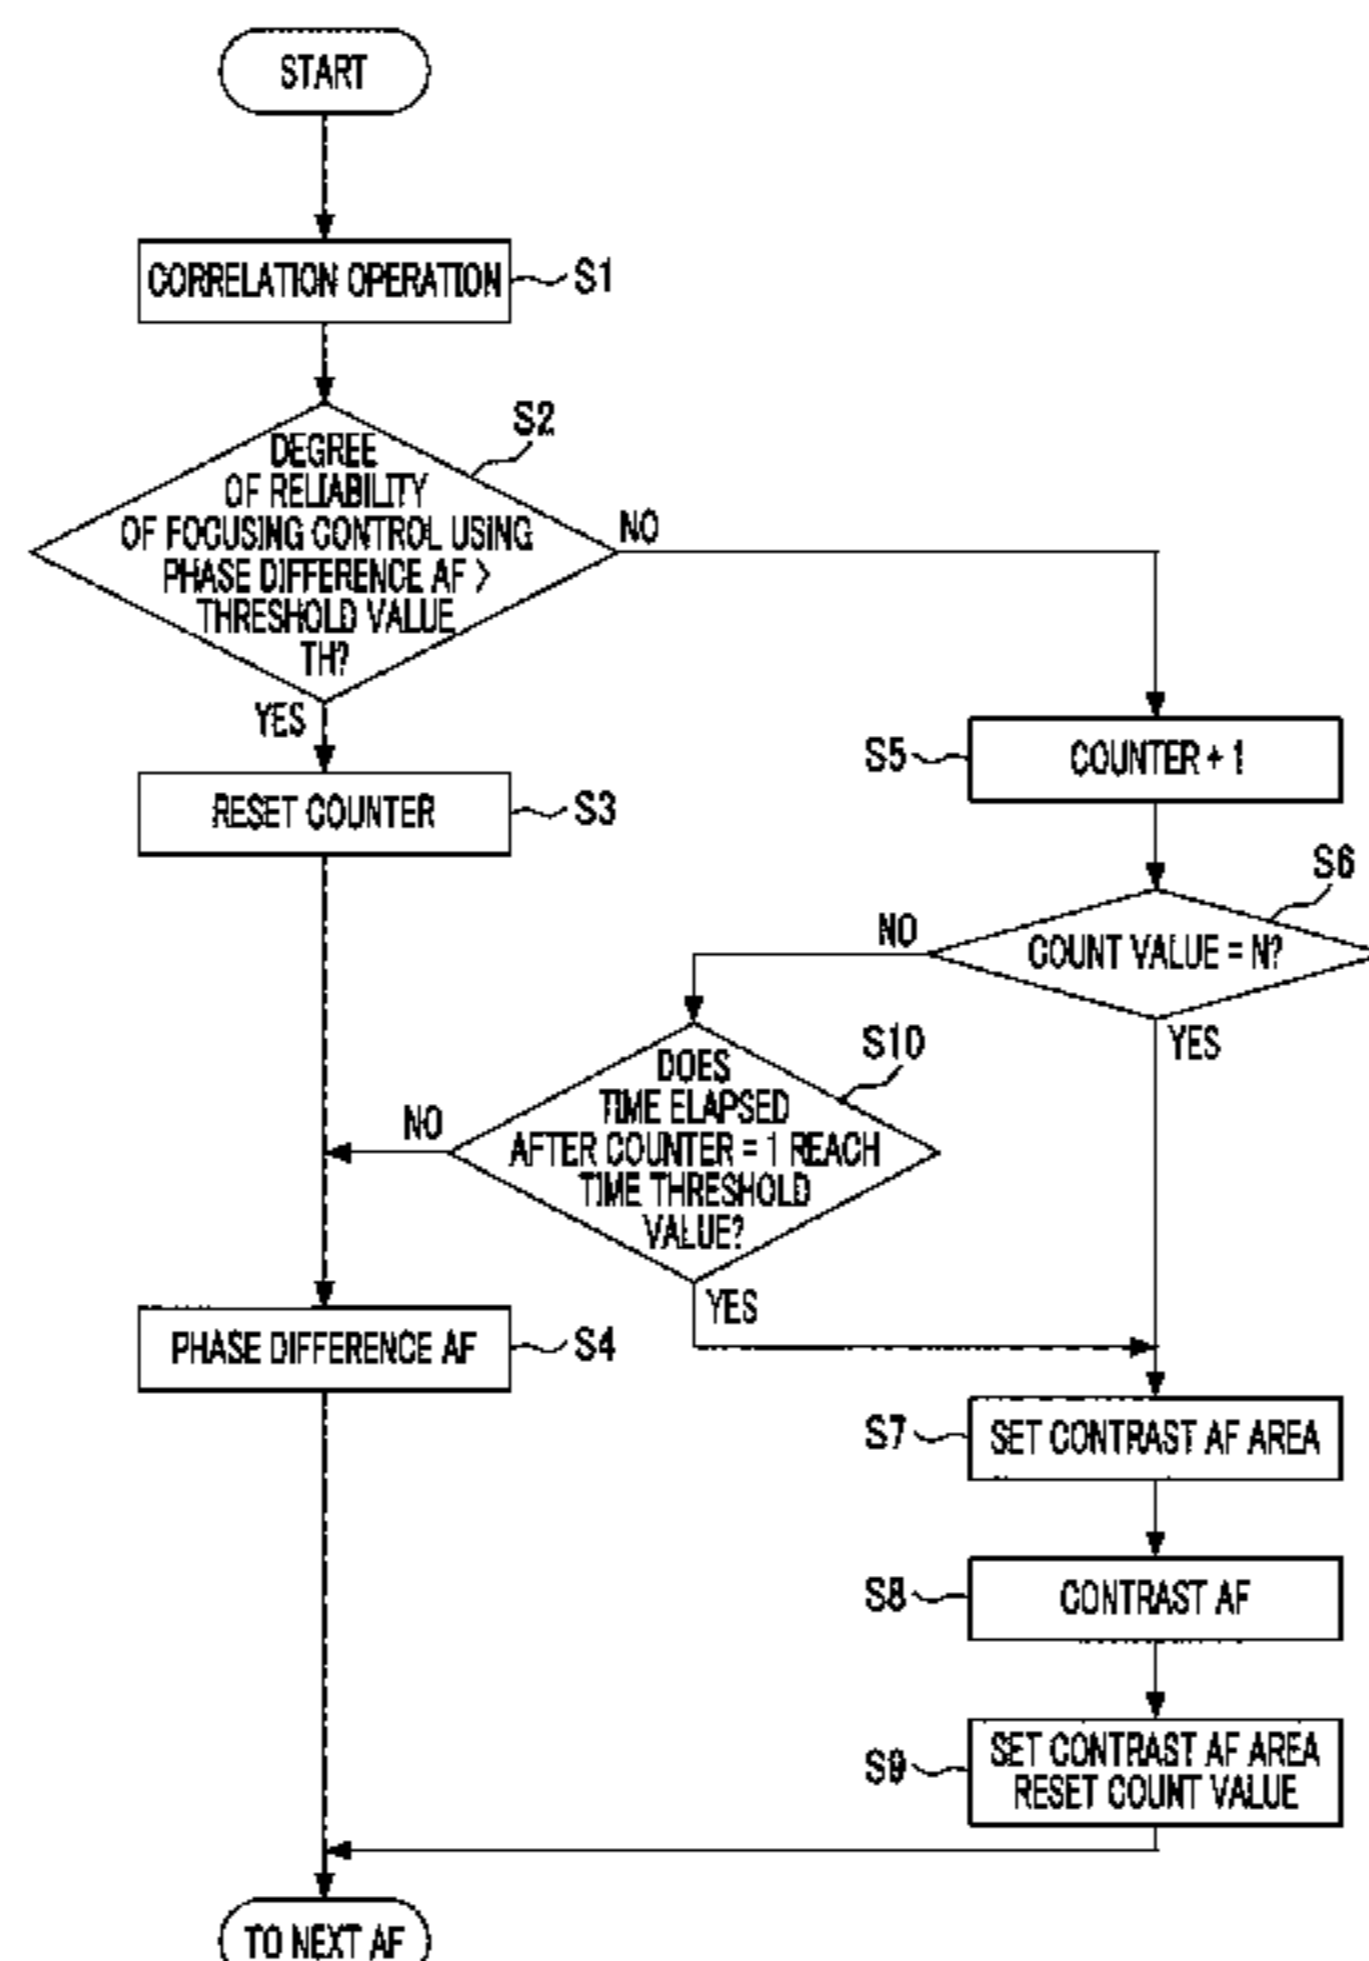 START
CORRELATION OPERATION
S1
S2
DEGREE
OF RELIABILITY
OF FOCUSING CONTROL USING
PHASE DIFFERENCE AF >
THRESHOLD VALUE
TH?
NO
YES
RESET COUNTER
S3
S5
COUNTER + 1
S6
COUNT VALUE = N?
NO
YES
S10
DOES
TIME ELAPSED
AFTER COUNTER = 1 REACH
TIME THRESHOLD
VALUE?
NO
YES
PHASE DIFFERENCE AF
S4
S7
SET CONTRAST AF AREA
S8
CONTRAST AF
S9
SET CONTRAST AF AREA
RESET COUNT VALUE
TO NEXT AF